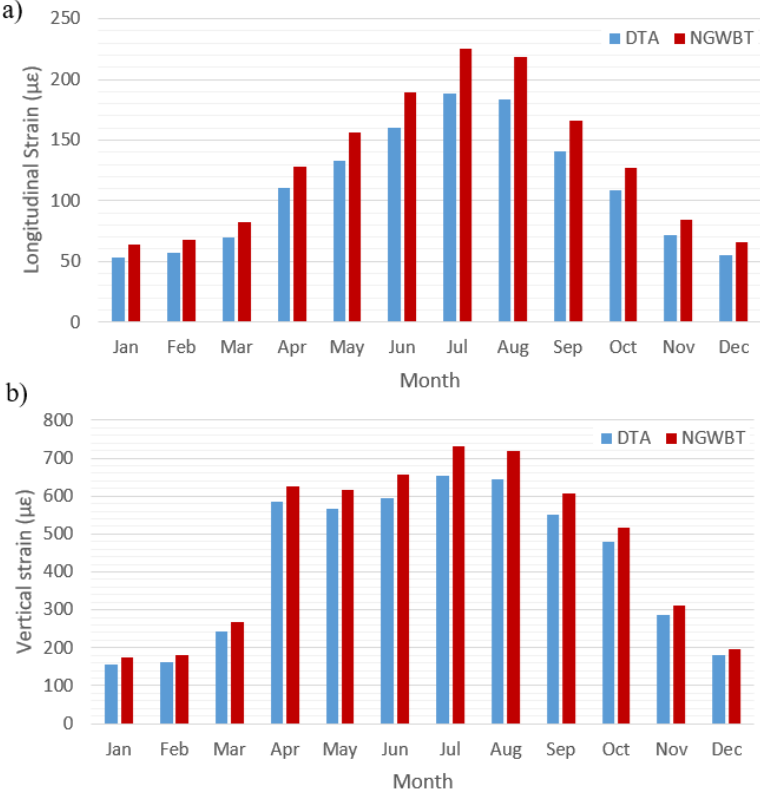 a)
250
DTA NGWBT
200
150
100
50
0
Longitudinal Strain (με)
Jan Feb Mar Apr May Jun Jul Aug Sep Oct Nov Dec
Month
b)
800
DTA NGWBT
700
600
500
400
300
200
100
0
Vertical strain (με)
Jan Feb Mar Apr May Jun Jul Aug Sep Oct Nov Dec
Month